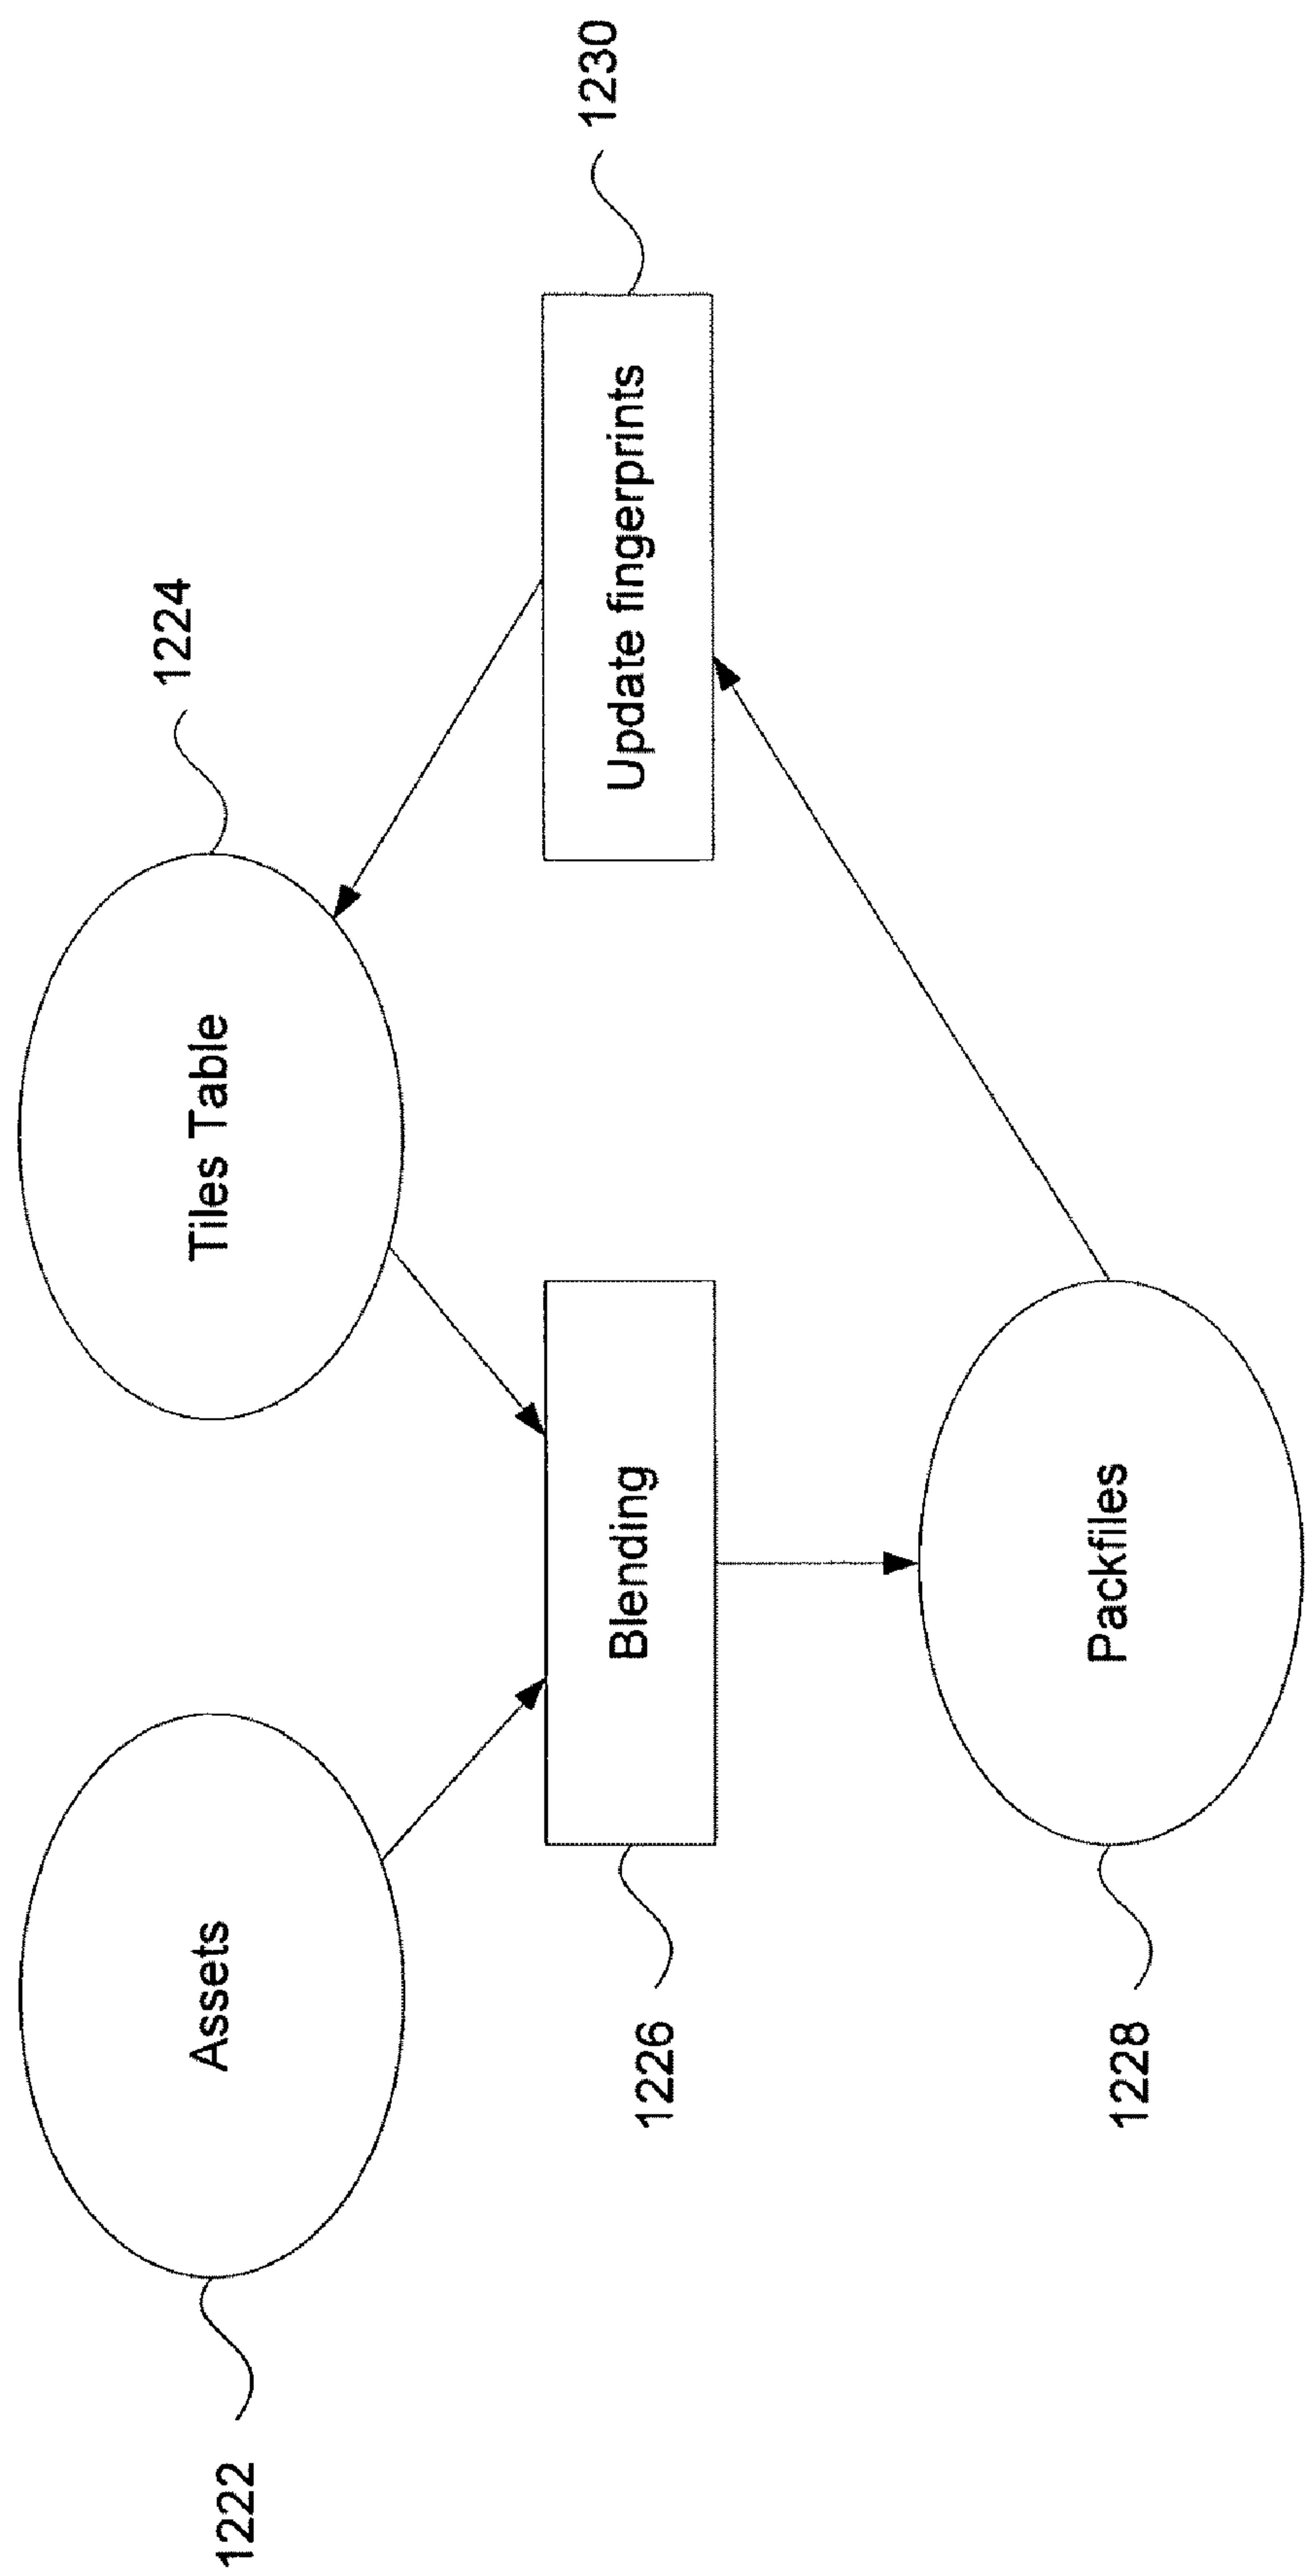 1222
Assets
Tiles Table
1224
1226
Blending
Update fingerprints
1230
1228
Packfiles